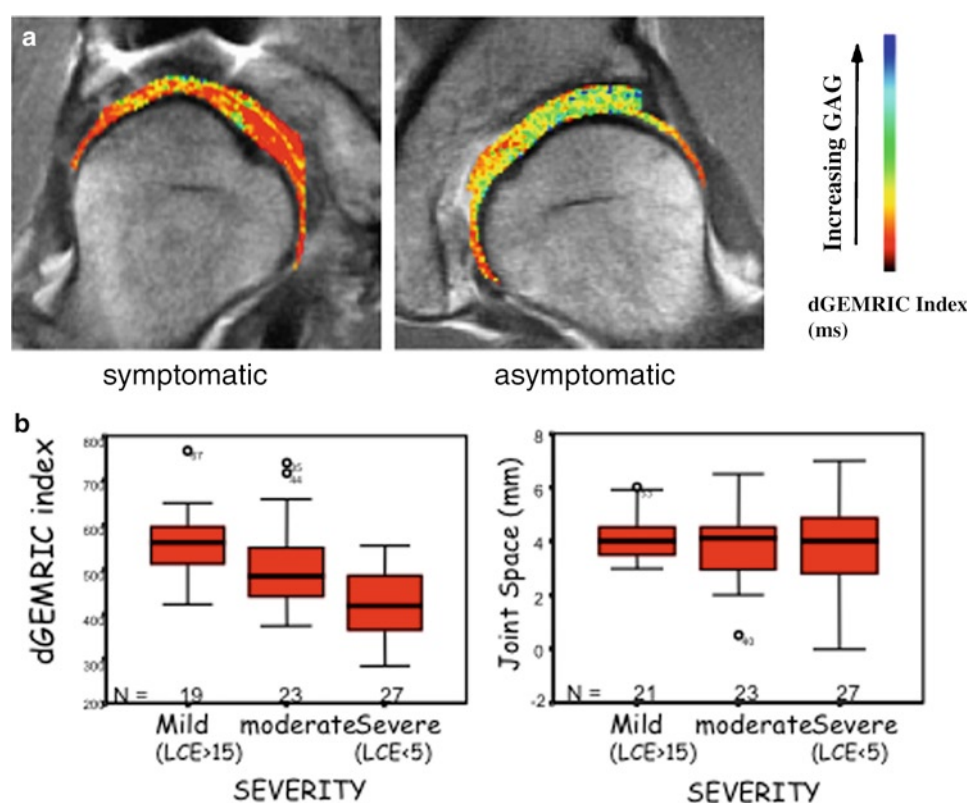 a
Increasing GAG
dGEMRIC Index
(ms)
symptomatic
asymptomatic
b
dGEMRIC index
800
700
600
500
400
300
200
37
44
N = 19 23 27
Mild moderate Severe
(LCE>15) (LCE<5)
SEVERITY
Joint Space (mm)
8
6
4
2
0
-2
N = 21 23 27
Mild moderate Severe
(LCE>15) (LCE<5)
SEVERITY